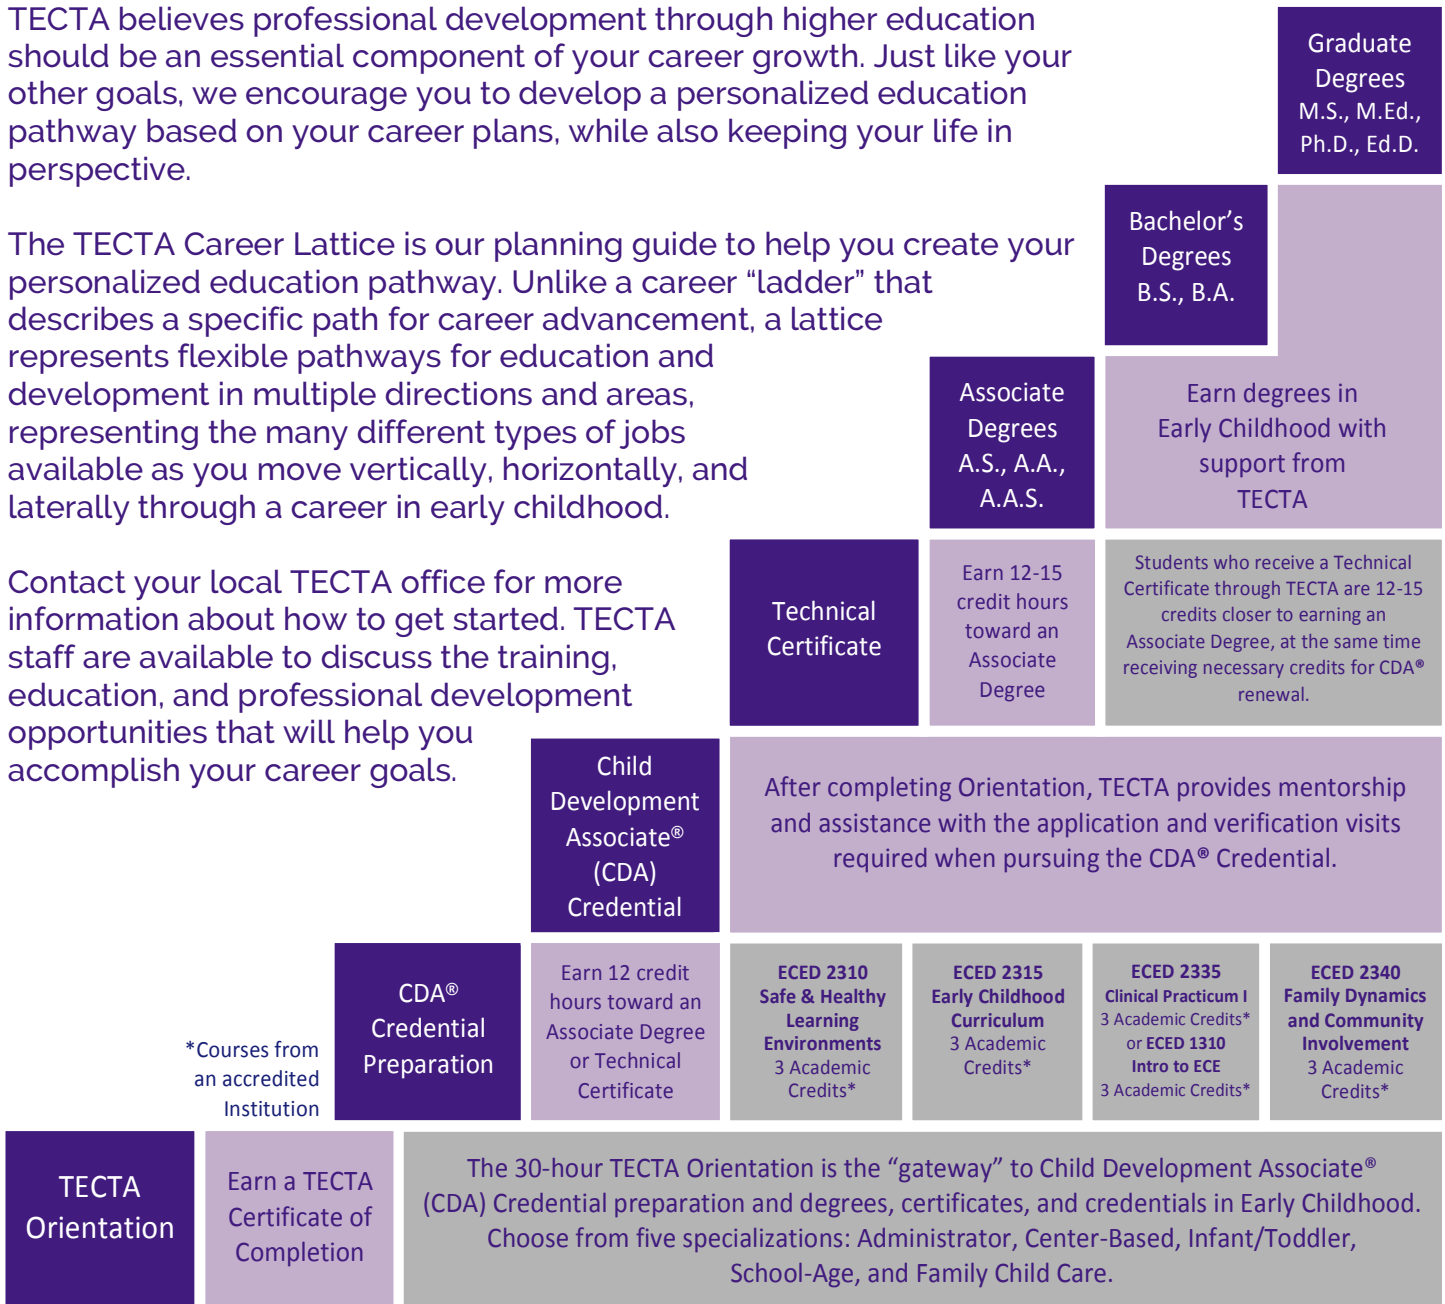 TECTA believes professional development through higher education
should be an essential component of your career growth. Just like your
other goals, we encourage you to develop a personalized education
pathway based on your career plans, while also keeping your life in
perspective.
The TECTA Career Lattice is our planning guide to help you create your
personalized education pathway. Unlike a career “ladder” that
describes a specific path for career advancement, a lattice
represents flexible pathways for education and
development in multiple directions and areas,
representing the many different types of jobs
available as you move vertically, horizontally, and
laterally through a career in early childhood.
Contact your local TECTA office for more
information about how to get started. TECTA
staff are available to discuss the training,
education, and professional development
opportunities that will help you
accomplish your career goals.
Graduate
Degrees
M.S., M.Ed.,
Ph.D., Ed.D.
Bachelor’s
Degrees
B.S., B.A.
Associate
Degrees
A.S., A.A.,
A.A.S.
Earn degrees in
Early Childhood with
support from
TECTA
Technical
Certificate
Earn 12-15
credit hours
toward an
Associate
Degree
Students who receive a Technical
Certificate through TECTA are 12-15
credits closer to earning an
Associate Degree, at the same time
receiving necessary credits for CDA®
renewal.
Child
Development
Associate®
(CDA)
Credential
After completing Orientation, TECTA provides mentorship
and assistance with the application and verification visits
required when pursuing the CDA® Credential.
*Courses from
an accredited
Institution
CDA®
Credential
Preparation
Earn 12 credit
hours toward an
Associate Degree
or Technical
Certificate
ECED 2310
Safe & Healthy
Learning
Environments
3 Academic
Credits*
ECED 2315
Early Childhood
Curriculum
3 Academic
Credits*
ECED 2335
Clinical Practicum I
3 Academic Credits*
or ECED 1310
Intro to ECE
3 Academic Credits*
ECED 2340
Family Dynamics
and Community
Involvement
3 Academic
Credits*
TECTA
Orientation
Earn a TECTA
Certificate of
Completion
The 30-hour TECTA Orientation is the “gateway” to Child Development Associate®
(CDA) Credential preparation and degrees, certificates, and credentials in Early Childhood.
Choose from five specializations: Administrator, Center-Based, Infant/Toddler,
School-Age, and Family Child Care.